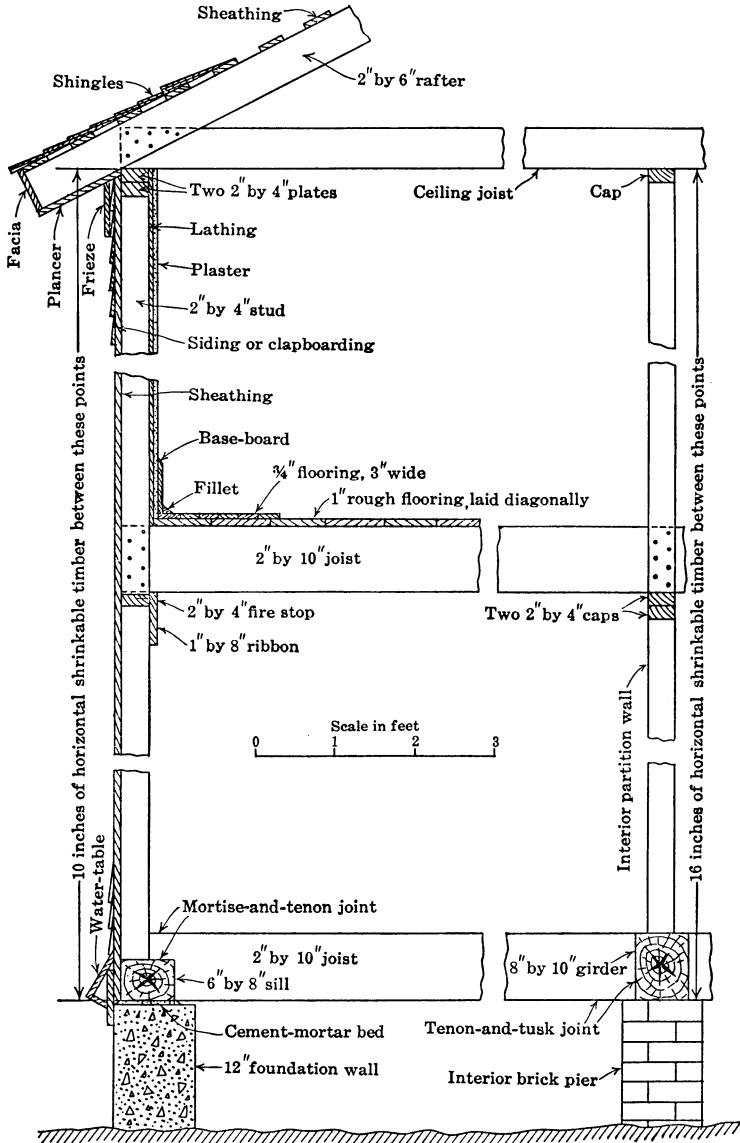 Sheathing
2" by 6" rafter
Shingles
Two 2" by 4" plates
Ceiling joist
Cap
Facia
Plancer
Frieze
Lathing
Plaster
2" by 4" stud
Siding or clapboarding
Sheathing
Base-board
¾" flooring, 3" wide
Fillet
1" rough flooring, laid diagonally
2" by 10" joist
2" by 4" fire stop
Two 2" by 4" caps
1" by 8" ribbon
Scale in feet
0 1 2 3
10 inches of horizontal shrinkable timber between these points
Interior partition wall
16 inches of horizontal shrinkable timber between these points
Water-table
Mortise-and-tenon joint
2" by 10" joist
8" by 10" girder
6" by 8" sill
Cement-mortar bed
Tenon-and-tusk joint
12" foundation wall
Interior brick pier